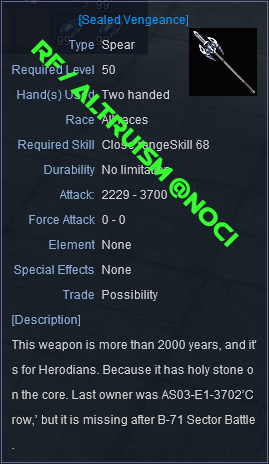 99
[Sealed Vengeance]
99
Type Spear
Required Level 50
Hand(s) Used Two handed
Race All races
Required Skill CloseRangeSkill 68
Durability No limitation
Attack: 2229 - 3700
Force Attack 0 - 0
Element None
Special Effects None
Trade Possibility
RF / ALTRUISM @NOCI
[Description]
This weapon is more than 2000 years, and it'
s for Herodians. Because it has holy stone o
n the core. Last owner was AS03-E1-3702'C
row,' but it is missing after B-71 Sector Battle
.